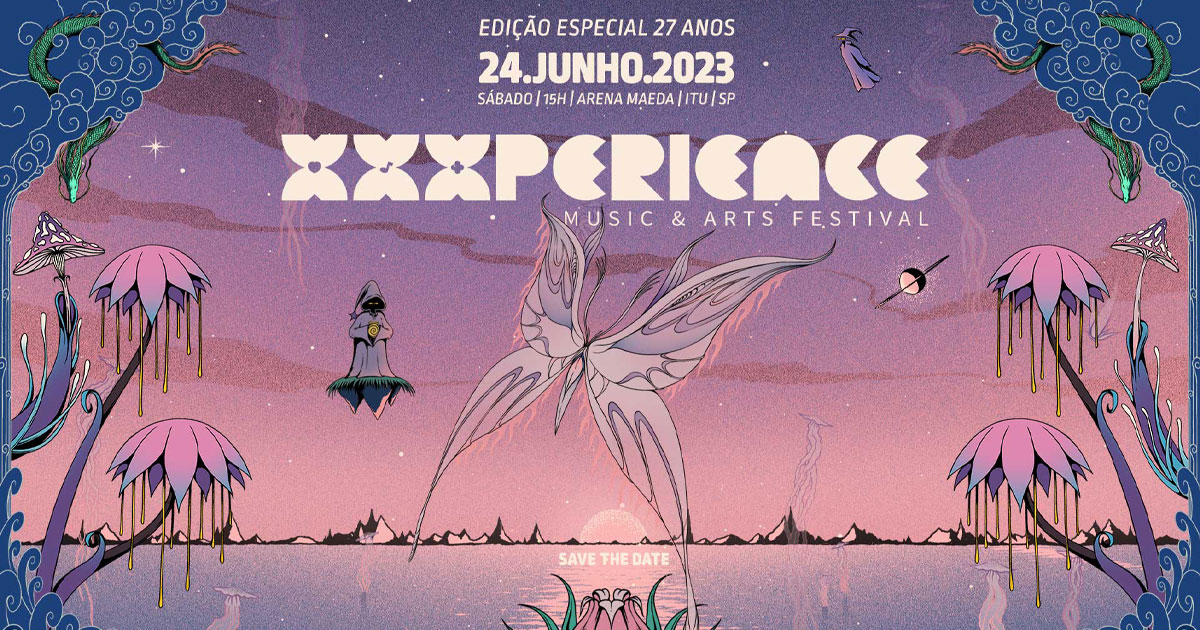 EDIÇÃO ESPECIAL 27 ANOS
24.JUNHO.2023
SÁBADO | 15H | ARENA MAEDA | ITU | SP
XXXPERIENCE
MUSIC & ARTS FESTIVAL
SAVE THE DATE